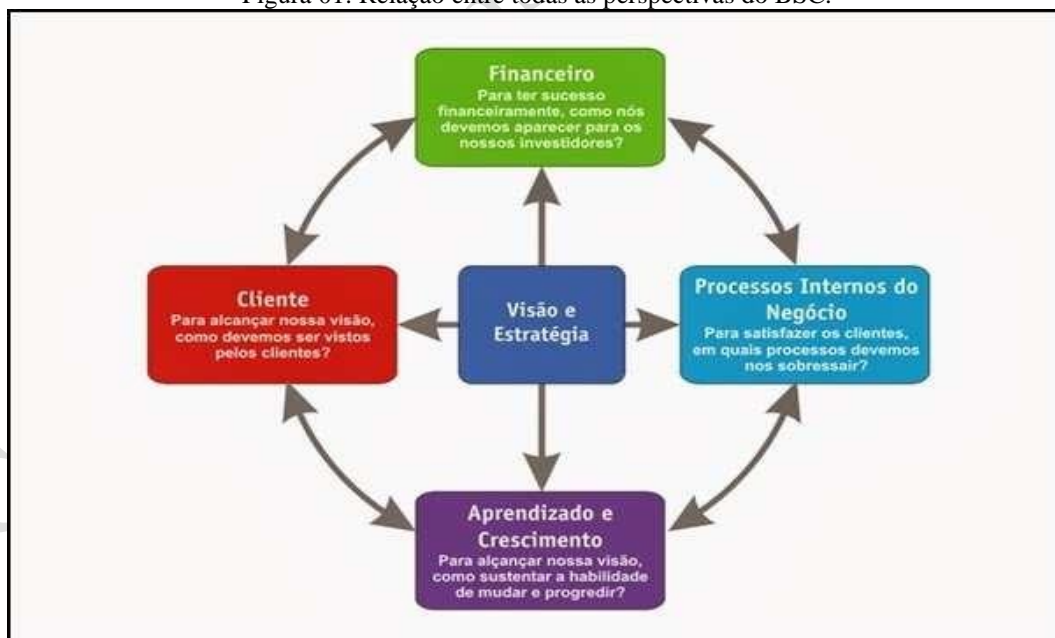 Figura 01: Relação entre todas as perspectivas do BSC.
Financeiro
Para ter sucesso
financeiramente, como nós
devemos aparecer para os
nossos investidores?
Cliente
Para alcançar nossa visão,
como devemos ser vistos
pelos clientes?
Visão e
Estratégia
Processos Internos do
Negócio
Para satisfazer os clientes,
em quais processos devemos
nos sobressair?
Aprendizado e
Crescimento
Para alçançar nossa visão,
como sustentar a habilidade
de mudar e progredir?